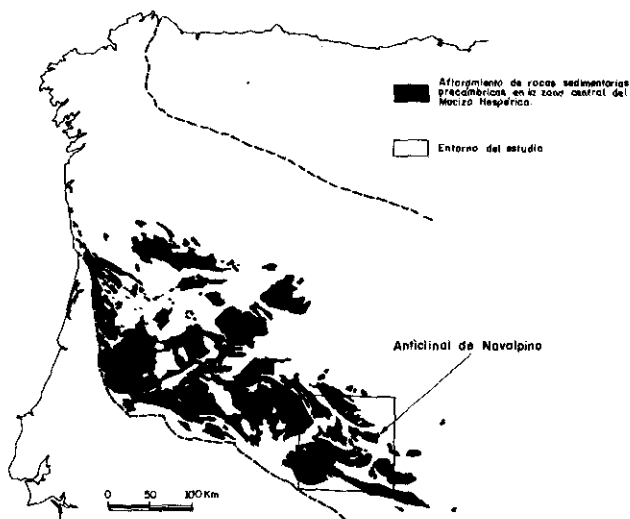 Afloramiento de rocas sedimentarias
precámbricas en la zona central del
Macizo Hespérico.
Entorno del estudio
Anticlinal de Navalpino
0 50 100 Km